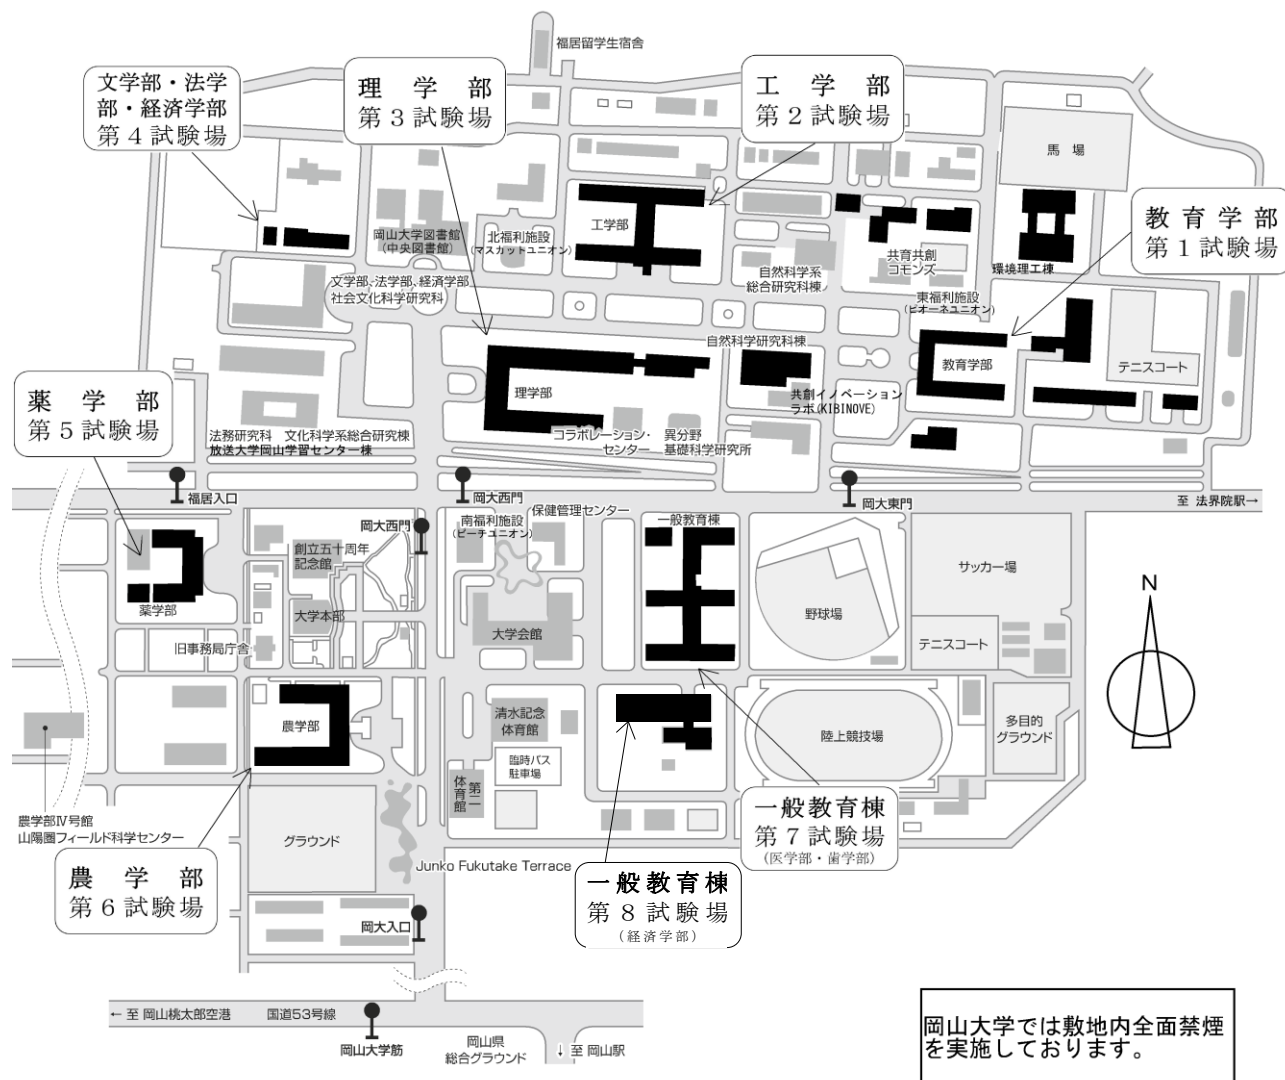 福居留学生宿舎
文学部・法学
部・経済学部
第４試験場
理学部
第３試験場
工学部
第２試験場
馬場
教育学部
第１試験場
岡山大学図書館
(中央図書館)
北福利施設
(マスカットユニオン)
工学部
自然科学系
総合研究科棟
共育共創
コモンズ
環境理工棟
文学部、法学部、経済学部
社会文化科学研究科
東福利施設
(ピオーネユニオン)
自然科学研究科棟
理学部
教育学部
テニスコート
共創イノベーション
ラボ(KIBINOVE)
薬学部
第５試験場
法務研究科 文化科学系総合研究棟
放送大学岡山学習センター棟
コラボレーション・
センター
異分野
基礎科学研究所
福居入口
岡大西門
岡大東門
至 法界院駅→
岡大西門
南福利施設
(ピーチユニオン)
保健管理センター
一般教育棟
創立五十周年
記念館
薬学部
大学本部
旧事務局庁舎
大学会館
野球場
サッカー場
テニスコート
N
農学部
清水記念
体育館
臨時バス
駐車場
第二
体育館
陸上競技場
多目的
グラウンド
農学部Ⅳ号館
山陽圏フィールド科学センター
グラウンド
Junko Fukutake Terrace
一般教育棟
第７試験場
(医学部・歯学部)
農学部
第６試験場
一般教育棟
第８試験場
(経済学部)
岡大入口
← 至 岡山桃太郎空港 国道53号線
岡山大学筋
岡山県
総合グラウンド
↓ 至 岡山駅
岡山大学では敷地内全面禁煙
を実施しております。